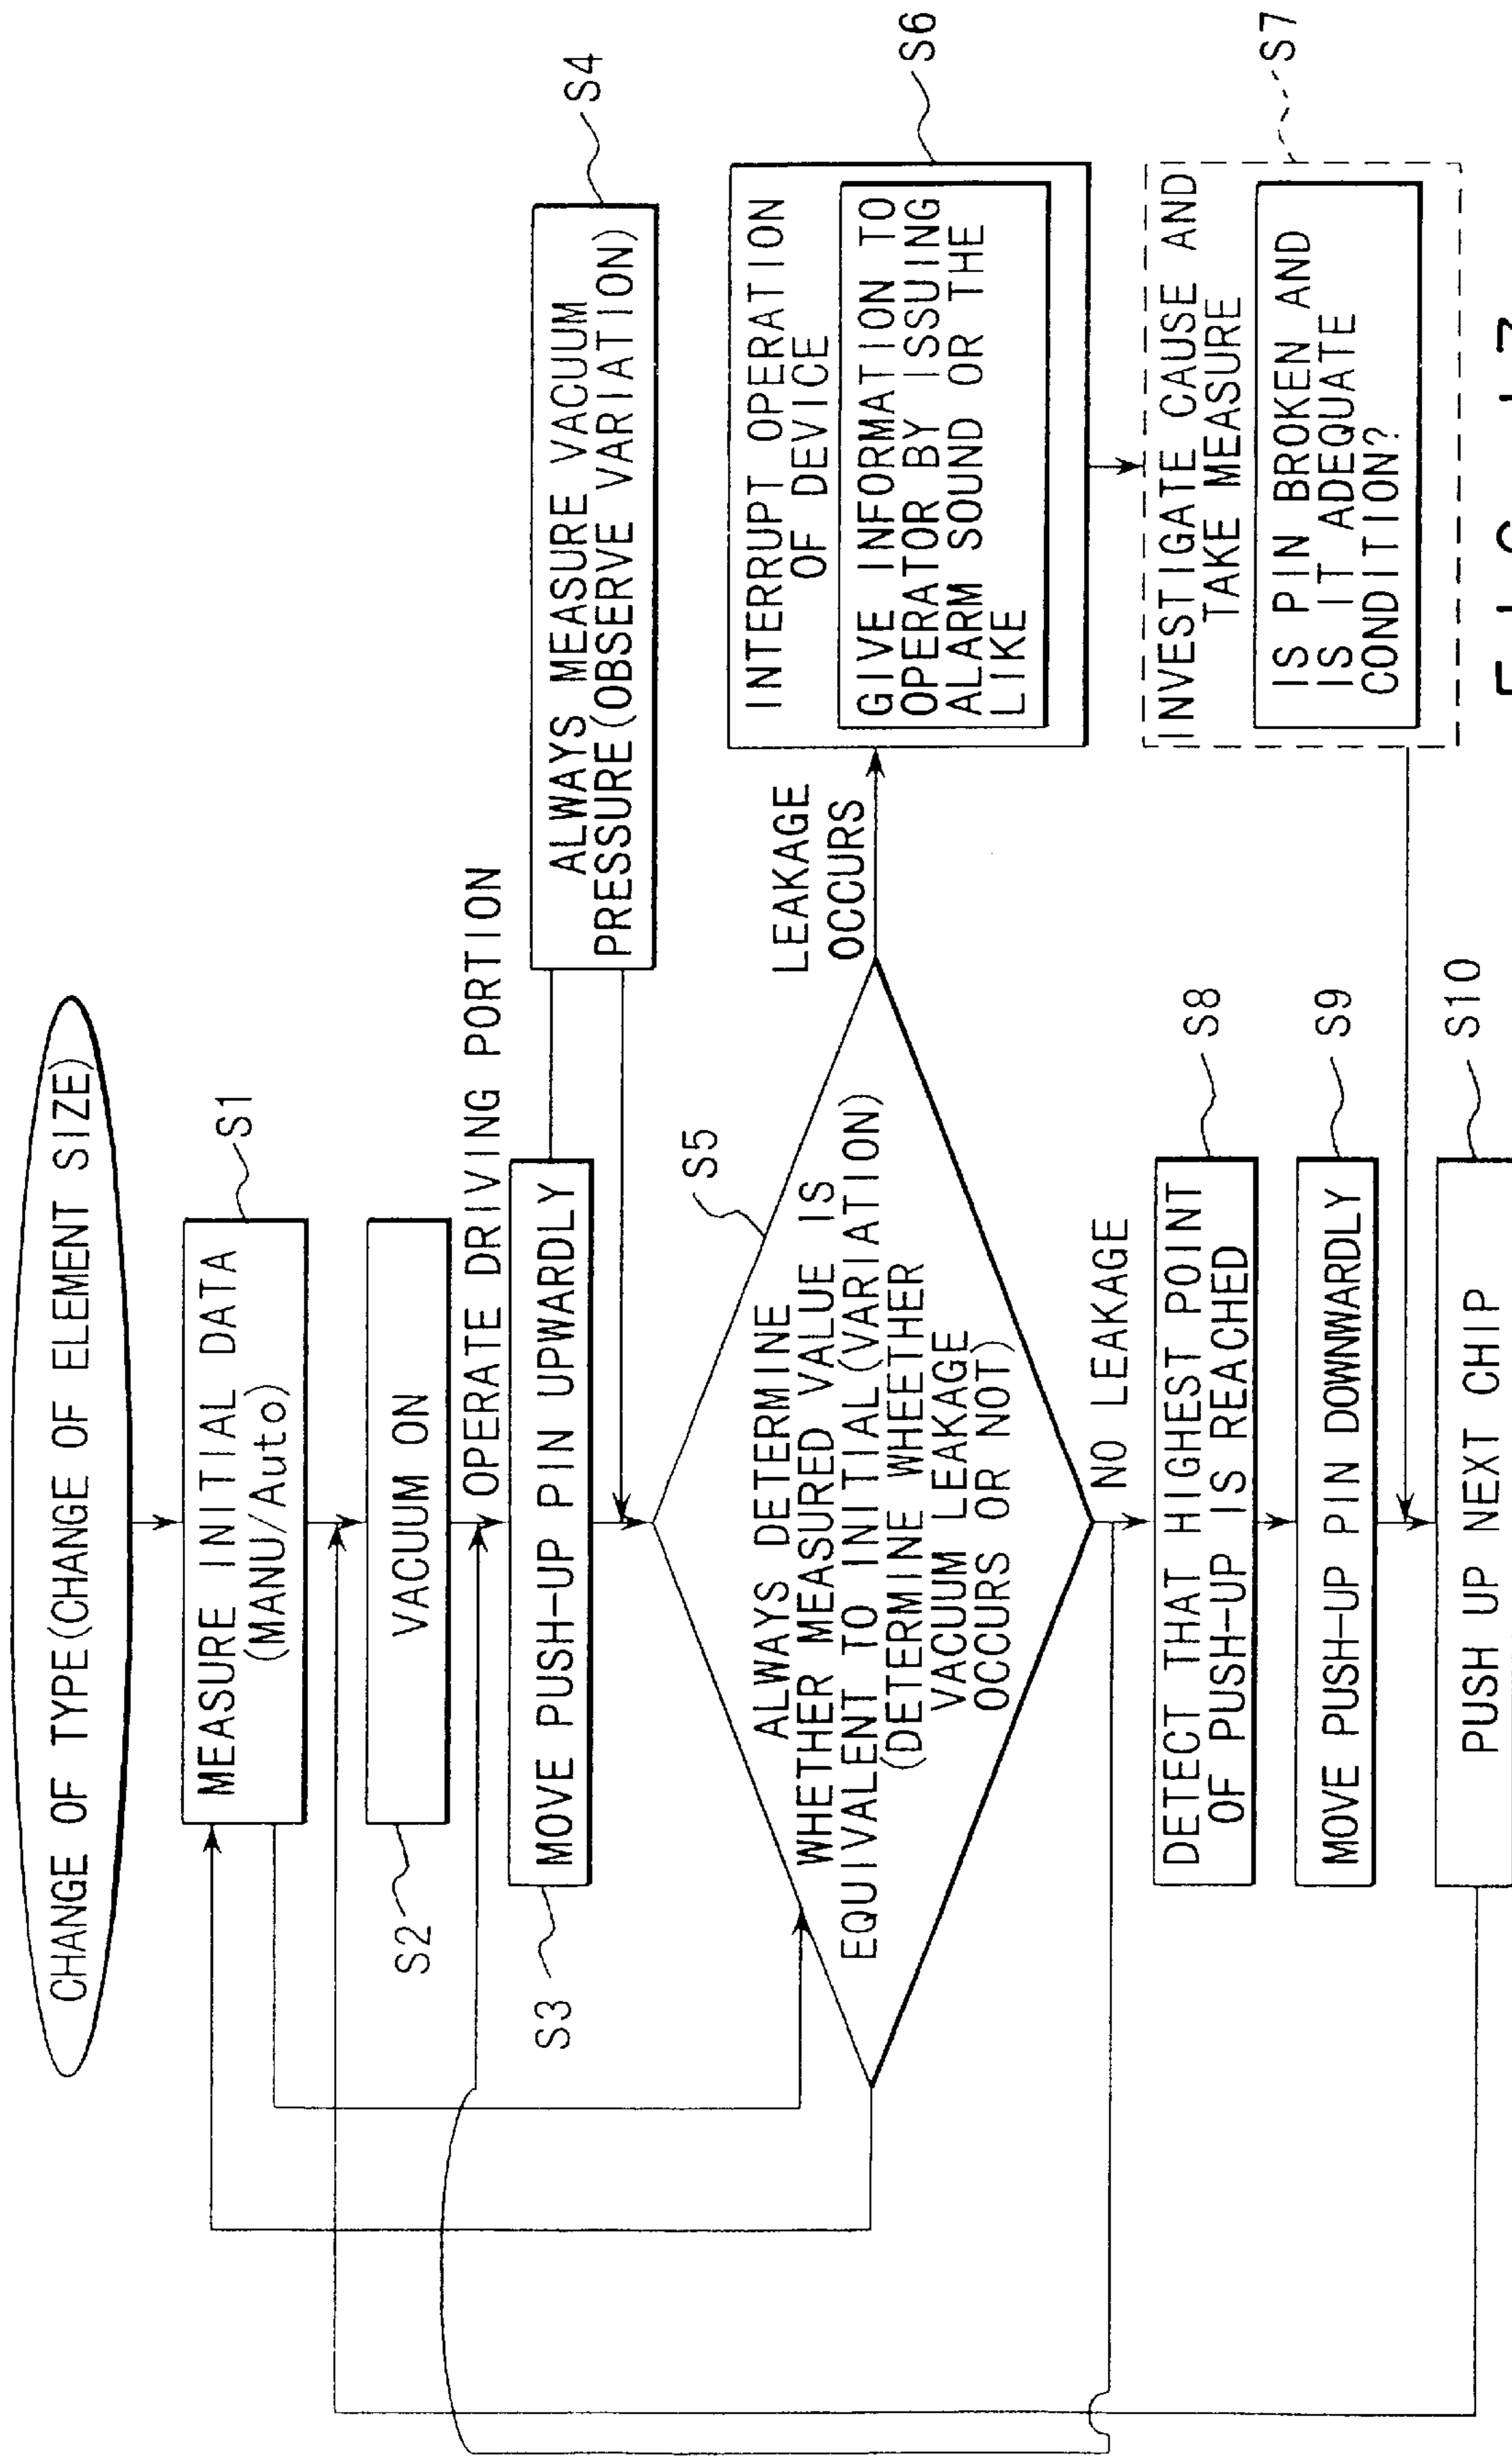 CHANGE OF TYPE(CHANGE OF ELEMENT SIZE)
MEASURE INITIAL DATA
(MANU/Auto)
S1
VACUUM ON
S2
OPERATE DRIVING PORTION
MOVE PUSH-UP PIN UPWARDLY
S3
ALWAYS MEASURE VACUUM
PRESSURE(OBSERVE VARIATION)
S4
ALWAYS DETERMINE
WHETHER MEASURED VALUE IS
EQUIVALENT TO INITIAL(VARIATION)
(DETERMINE WHEETHER
VACUUM LEAKAGE
OCCURS OR NOT)
S5
LEAKAGE
OCCURS
INTERRUPT OPERATION
OF DEVICE
GIVE INFORMATION TO
OPERATOR BY ISSUING
ALARM SOUND OR THE
LIKE
S6
INVESTIGATE CAUSE AND
TAKE MEASURE
IS PIN BROKEN AND
IS IT ADEQUATE
CONDITION?
S7
NO LEAKAGE
DETECT THAT HIGHEST POINT
OF PUSH-UP IS REACHED
S8
MOVE PUSH-UP PIN DOWNWARDLY
S9
PUSH UP NEXT CHIP
S10